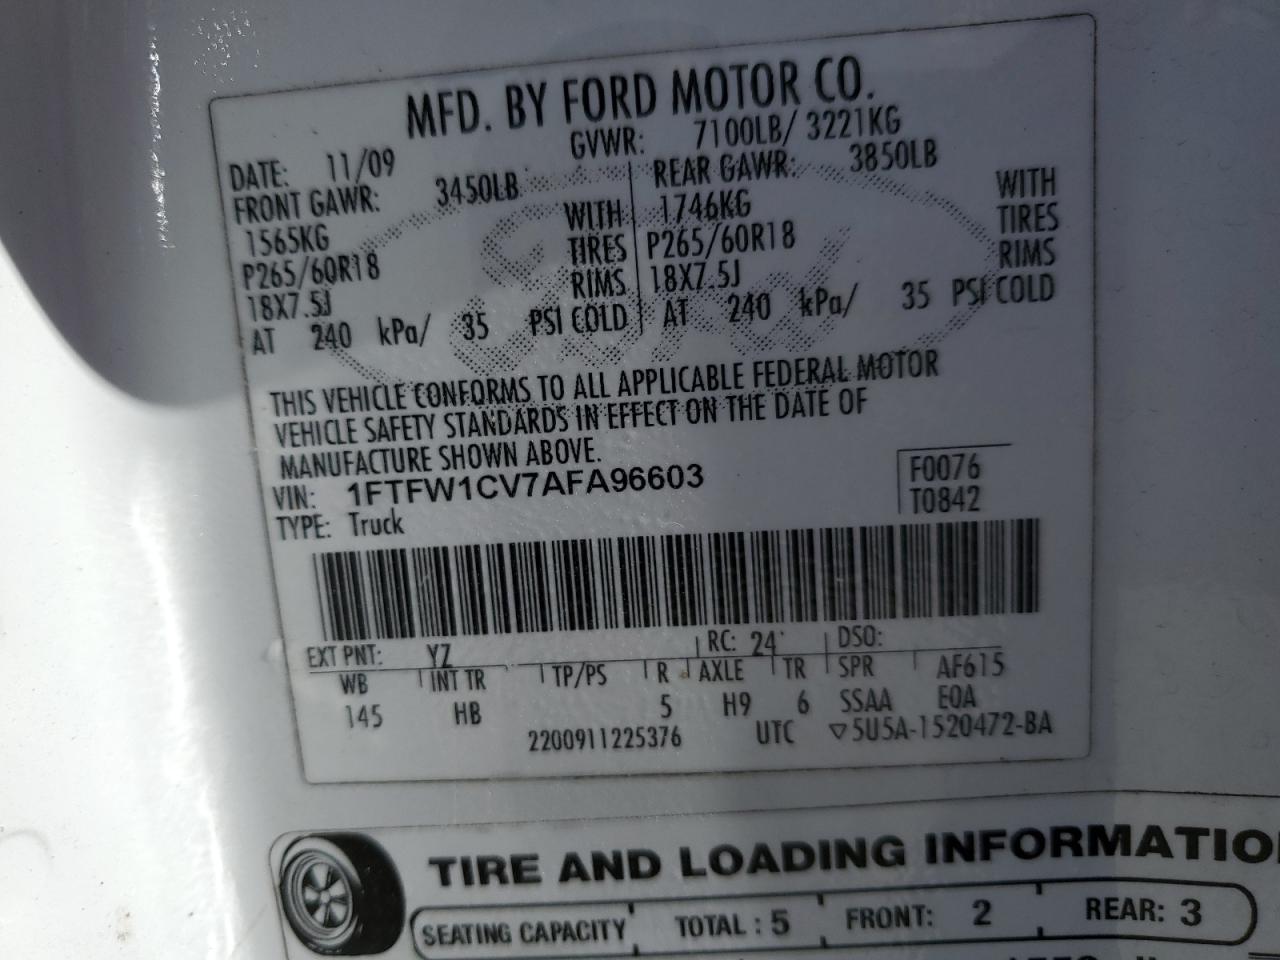 MFD. BY FORD MOTOR CO.
DATE: 11/09 GVWR: 7100LB/ 3221KG
FRONT GAWR: 3450LB REAR GAWR: 3850LB
1565KG WITH 1746KG WITH
P265/60R18 TIRES P265/60R18 TIRES
18X7.5J RIMS 18X7.5J RIMS
AT 240 kPa/ 35 PSI COLD AT 240 kPa/ 35 PSI COLD
THIS VEHICLE CONFORMS TO ALL APPLICABLE FEDERAL MOTOR
VEHICLE SAFETY STANDARDS IN EFFECT ON THE DATE OF
MANUFACTURE SHOWN ABOVE.
VIN: 1FTFW1CV7AFA96603 F0076
TYPE: Truck T0842
EXT PNT: YZ RC: 24 DSO:
WB INT TR TP/PS R AXLE TR SPR AF615
145 HB 5 H9 6 SSAA EOA
2200911225376 UTC ▽5U5A-1520472-BA
TIRE AND LOADING INFORMATIO
SEATING CAPACITY TOTAL : 5 FRONT: 2 REAR: 3